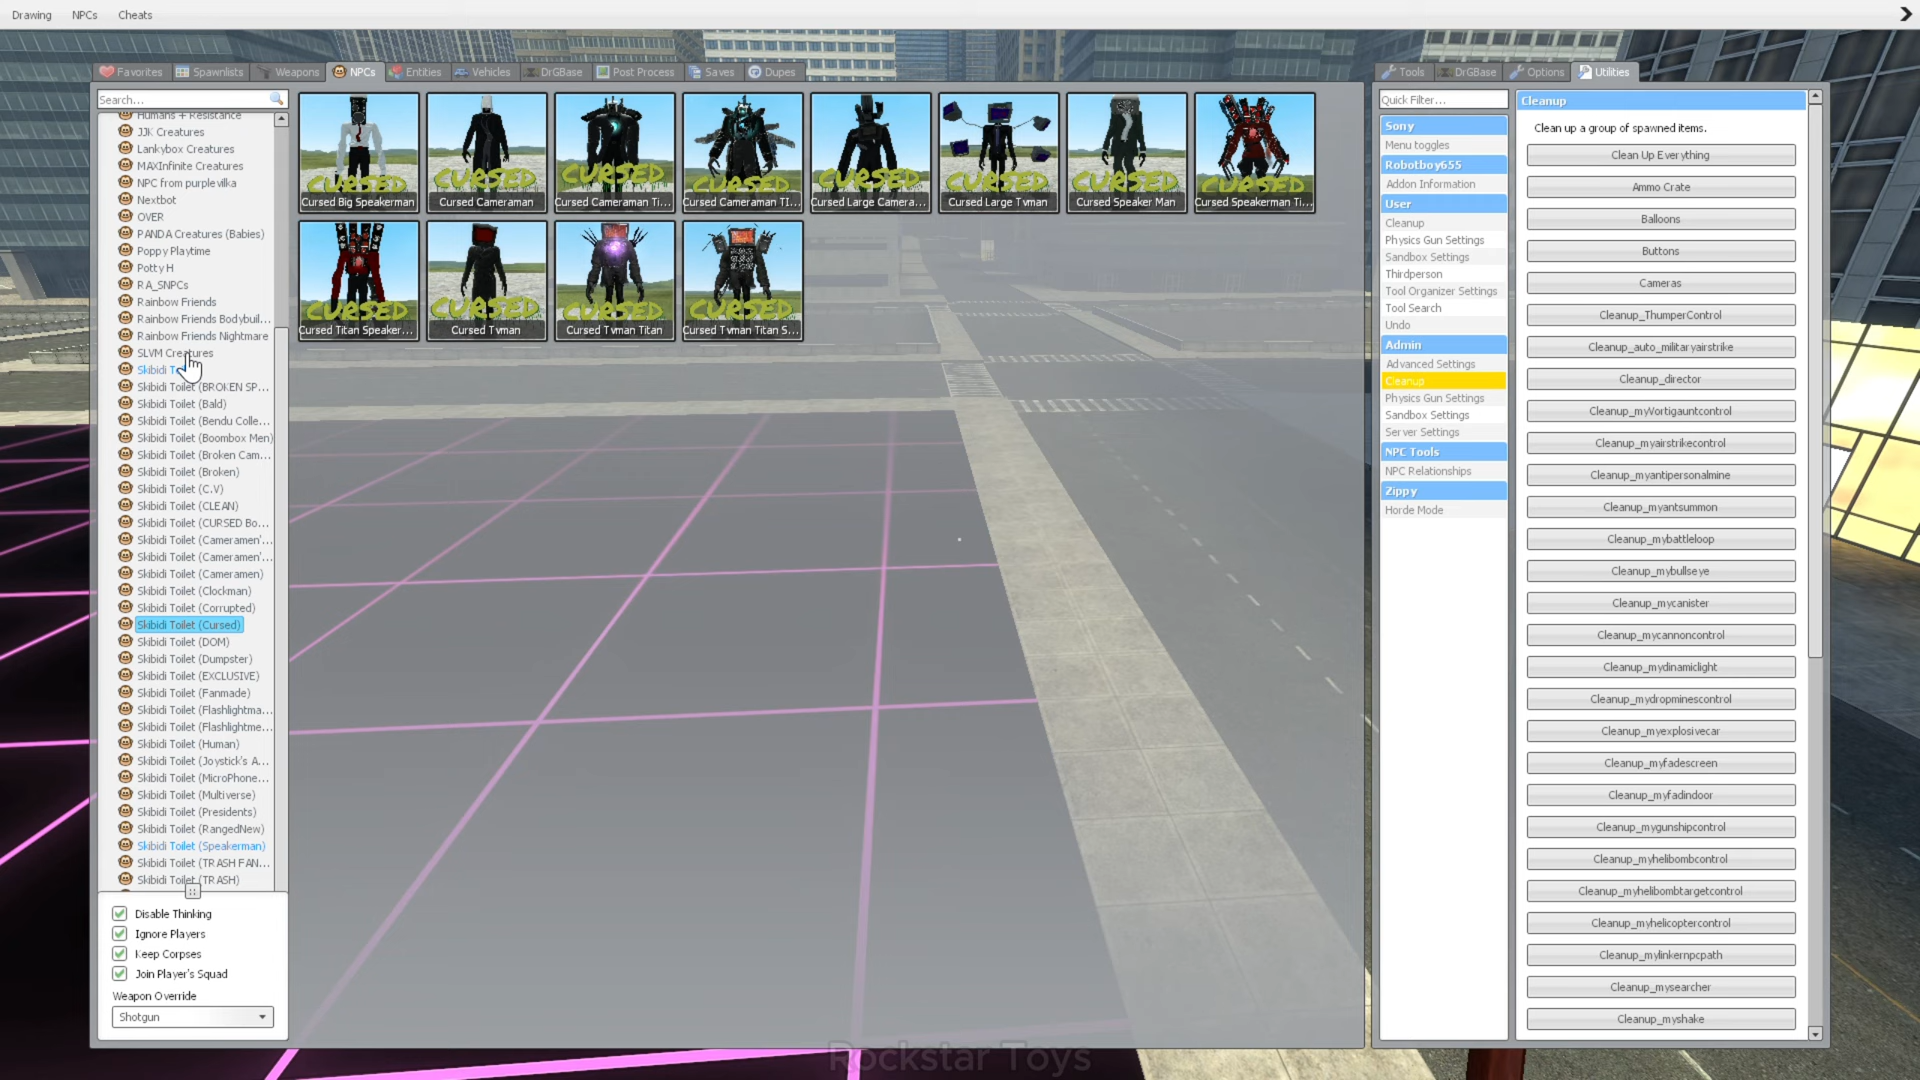 Drawing NPCs Cheats
Favorites Spawnlists Weapons NPCs Entities Vehicles DrGBase Post Process Saves Dupes
Search...
Humans + Resistance
JJK Creatures
Lankybox Creatures
MAXInfinite Creatures
NPC from purplevilka
Nextbot
OVER
PANDA Creatures (Babies)
Poppy Playtime
Potty H
RA_SNPCs
Rainbow Friends
Rainbow Friends Bodybuil...
Rainbow Friends Nightmare
SLVM Creatures
Skibidi
Skibidi Toilet (BROKEN SP...
Skibidi Toilet (Bald)
Skibidi Toilet (Bendu Colle...
Skibidi Toilet (Boombox Men)
Skibidi Toilet (Broken Cam...
Skibidi Toilet (Broken)
Skibidi Toilet (C.V)
Skibidi Toilet (CLEAN)
Skibidi Toilet (CURSED Bo...
Skibidi Toilet (Cameramen'...
Skibidi Toilet (Cameramen'...
Skibidi Toilet (Cameramen)
Skibidi Toilet (Clockman)
Skibidi Toilet (Corrupted)
Skibidi Toilet (Cursed)
Skibidi Toilet (DOM)
Skibidi Toilet (Dumpster)
Skibidi Toilet (EXCLUSIVE)
Skibidi Toilet (Fanmade)
Skibidi Toilet (Flashlightma...
Skibidi Toilet (Flashlightme...
Skibidi Toilet (Human)
Skibidi Toilet (Joystick's A...
Skibidi Toilet (MicroPhone...
Skibidi Toilet (Multiverse)
Skibidi Toilet (Presidents)
Skibidi Toilet (RangedNew)
Skibidi Toilet (Speakerman)
Skibidi Toilet (TRASH FAN...
Skibidi Toilet (TRASH)
Disable Thinking
Ignore Players
Keep Corpses
Join Player's Squad
Weapon Override
Shotgun
CURSED CURSED CURSED CURSED CURSED CURSED CURSED CURSED
Cursed Big Speakerman Cursed Cameraman Cursed Cameraman Ti... Cursed Cameraman TI... Cursed Large Camera... Cursed Large Tvman Cursed Speaker Man Cursed Speakerman Ti...
CURSED CURSED CURSED CURSED
Cursed Titan Speaker... Cursed Tvman Cursed Tvman Titan Cursed Tvman Titan S...
Tools DrGBase Options Utilities
Quick Filter...
Sony
Menu toggles
Robotboy655
Addon Information
User
Cleanup
Physics Gun Settings
Sandbox Settings
Thirdperson
Tool Organizer Settings
Tool Search
Undo
Admin
Advanced Settings
Cleanup
Physics Gun Settings
Sandbox Settings
Server Settings
NPC Tools
NPC Relationships
Zippy
Horde Mode
Cleanup
Clean up a group of spawned items.
Clean Up Everything
Ammo Crate
Balloons
Buttons
Cameras
Cleanup_ThumperControl
Cleanup_auto_militaryairstrike
Cleanup_director
Cleanup_myVortigauntcontrol
Cleanup_myairstrikecontrol
Cleanup_myantipersonalmine
Cleanup_myantsummon
Cleanup_mybattleloop
Cleanup_mybullseye
Cleanup_mycanister
Cleanup_mycannoncontrol
Cleanup_mydinamiclight
Cleanup_mydropminescontrol
Cleanup_myexplosivecar
Cleanup_myfadescreen
Cleanup_myfadindoor
Cleanup_mygunshipcontrol
Cleanup_myhelibombcontrol
Cleanup_myhelibombtargetcontrol
Cleanup_myhelicoptercontrol
Cleanup_mylinkernpcpath
Cleanup_mysearcher
Cleanup_myshake
Rockstar Toys